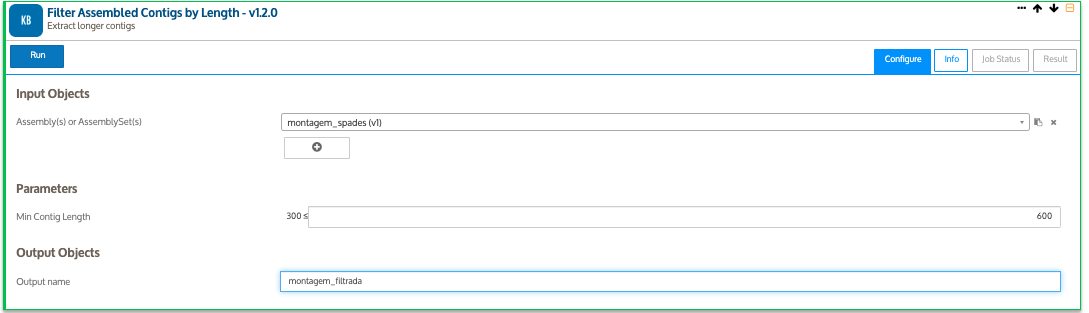 KB
Filter Assembled Contigs by Length - v1.2.0
Extract longer contigs
Run
Configure
Info
Job Status
Result
Input Objects
Assembly(s) or AssemblySet(s)
montagem_spades (v1)
Parameters
Min Contig Length
300 ≤
600
Output Objects
Output name
montagem_filtrada